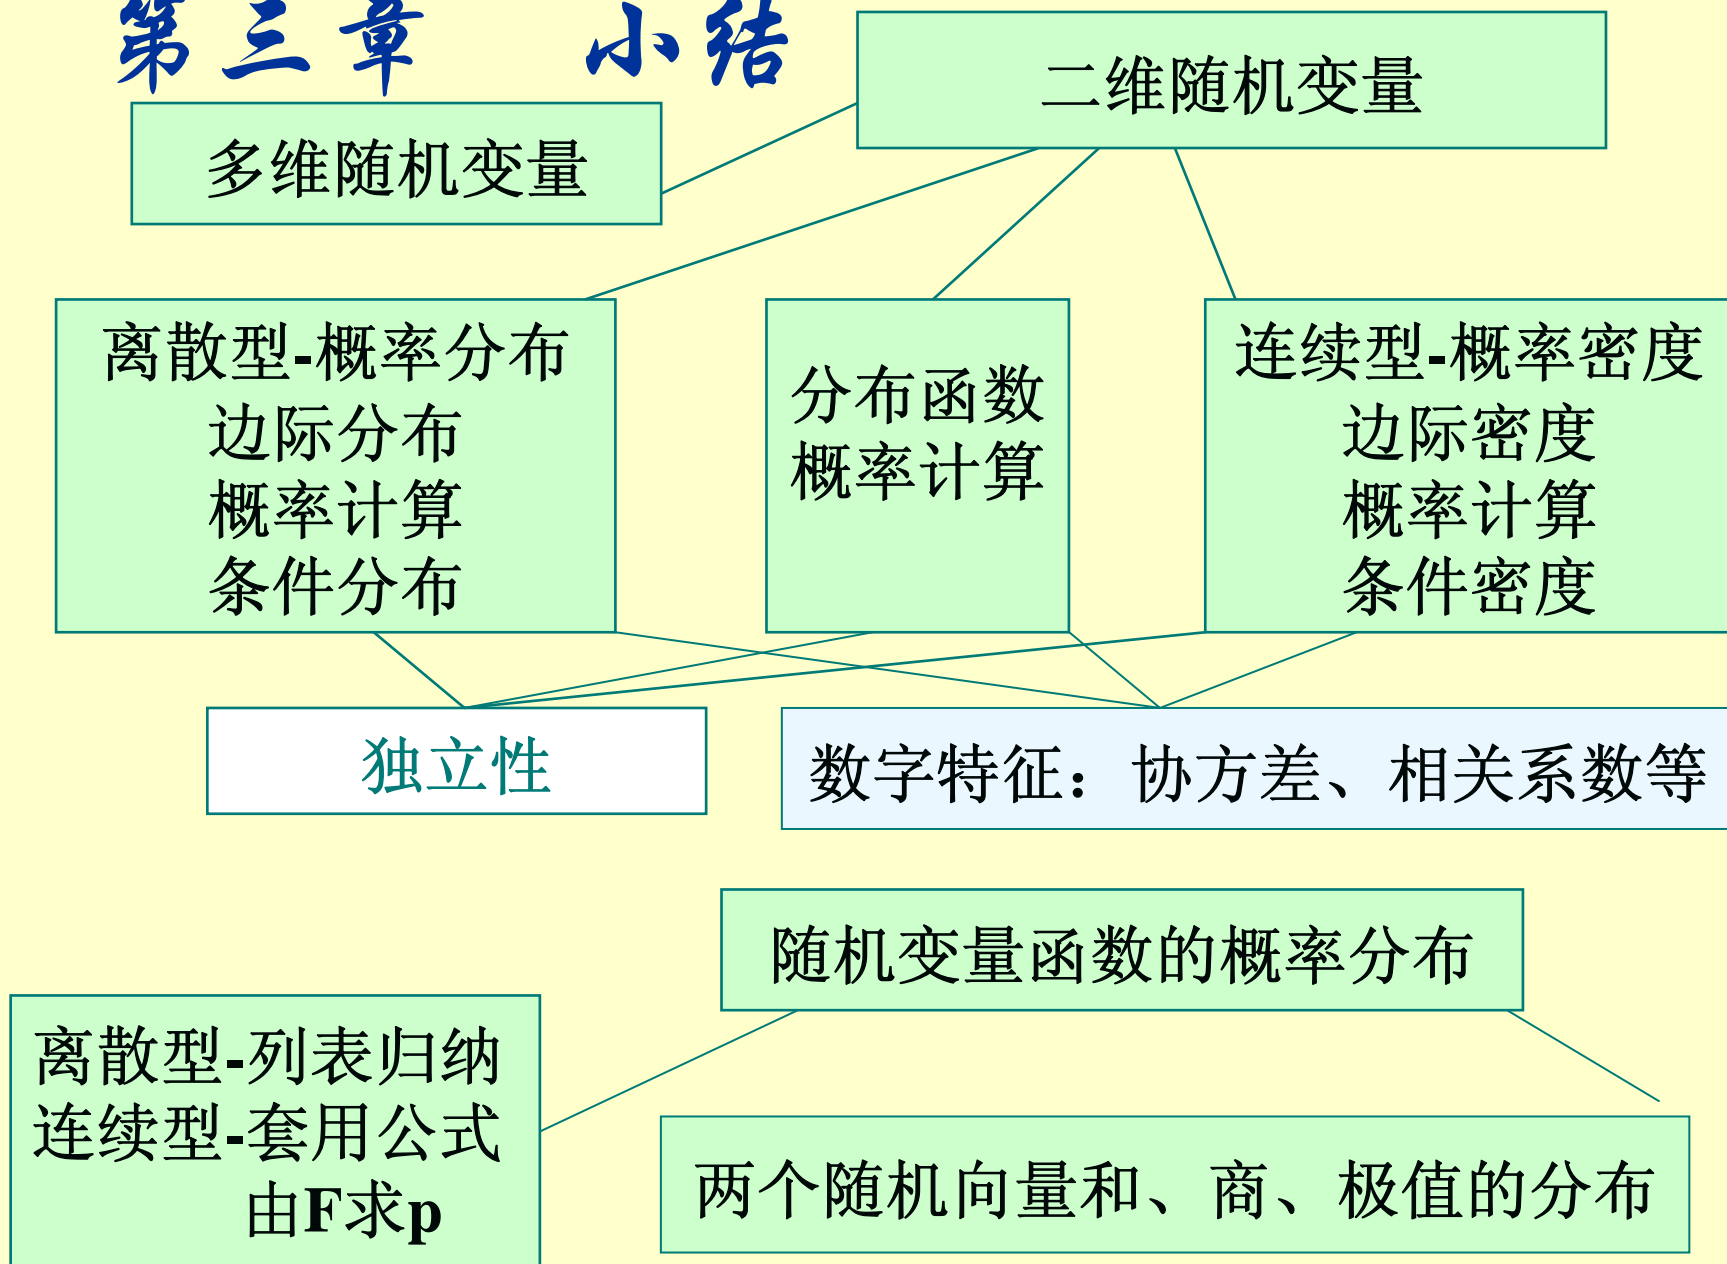 第三章 小结
二维随机变量
多维随机变量
离散型-概率分布
边际分布
概率计算
条件分布
分布函数
概率计算
连续型-概率密度
边际密度
概率计算
条件密度
独立性
数字特征：协方差、相关系数等
随机变量函数的概率分布
离散型-列表归纳
连续型-套用公式
由F求p
两个随机向量和、商、极值的分布